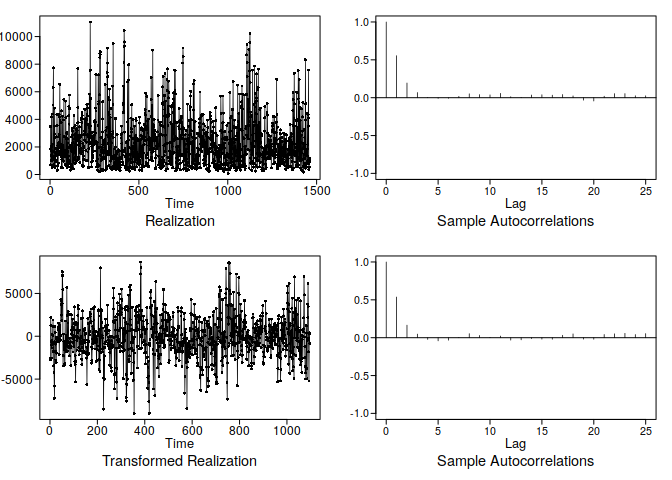 10000
8000
6000
4000
2000
0
0 500 1000 1500
Time
Realization
1.0
0.5
0.0
-0.5
-1.0
0 5 10 15 20 25
Lag
Sample Autocorrelations
5000
0
-5000
0 200 400 600 800 1000
Time
Transformed Realization
1.0
0.5
0.0
-0.5
-1.0
0 5 10 15 20 25
Lag
Sample Autocorrelations